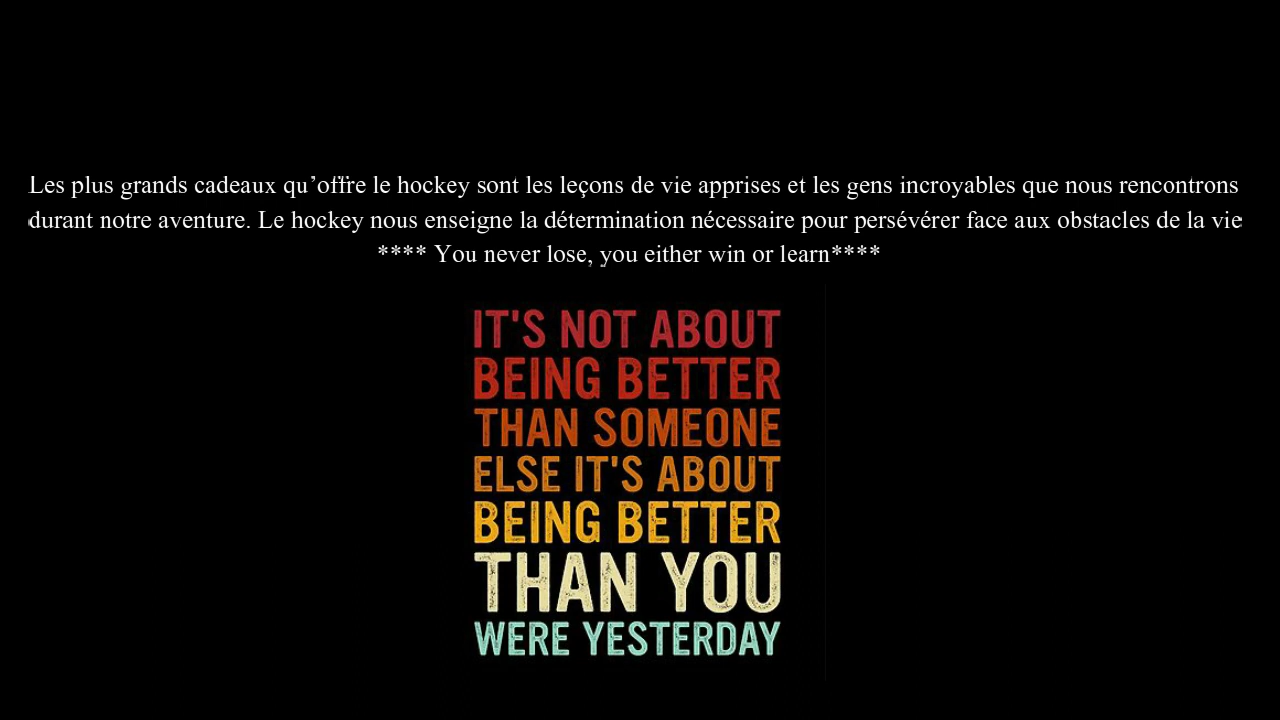 Les plus grands cadeaux qu’offre le hockey sont les leçons de vie apprises et les gens incroyables que nous rencontrons
durant notre aventure. Le hockey nous enseigne la détermination nécessaire pour persévérer face aux obstacles de la vie
**** You never lose, you either win or learn****
IT'S NOT ABOUT
BEING BETTER
THAN SOMEONE
ELSE IT'S ABOUT
BEING BETTER
THAN YOU
WERE YESTERDAY